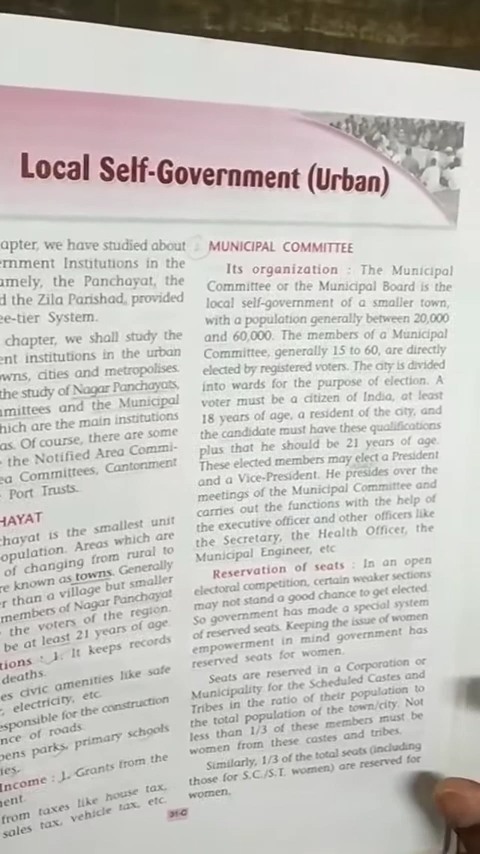 Local Self-Government (Urban)
apter, we have studied about
ernment Institutions in the
amely, the Panchayat, the
d the Zila Parishad, provided
ee-tier System.
chapter, we shall study the
ent institutions in the urban
wns, cities and metropolises.
the study of Nagar Panchayats,
mmittees and the Municipal
hich are the main institutions
as. Of course, there are some
the Notified Area Commi-
ea Committees, Cantonment
Port Trusts.
HAYAT
chayat is the smallest unit
opulation. Areas which are
of changing from rural to
re known as towns. Generally
er than a village but smaller
members of Nagar Panchayat
the voters of the region.
be at least 21 years of age.
tions : 1. It keeps records
deaths.
es civic amenities like safe
, electricity, etc.
esponsible for the construction
nce of roads.
pens parks, primary schools
ies.
Income : 1. Grants from the
ment.
from taxes like house tax,
sales tax, vehicle tax, etc.
MUNICIPAL COMMITTEE
Its organization : The Municipal
Committee or the Municipal Board is the
local self-government of a smaller town,
with a population generally between 20,000
and 60,000. The members of a Municipal
Committee, generally 15 to 60, are directly
elected by registered voters. The city is divided
into wards for the purpose of election. A
voter must be a citizen of India, at least
18 years of age, a resident of the city, and
the candidate must have these qualifications
plus that he should be 21 years of age.
These elected members may elect a President
and a Vice-President. He presides over the
meetings of the Municipal Committee and
carries out the functions with the help of
the executive officer and other officers like
the Secretary, the Health Officer, the
Municipal Engineer, etc
Reservation of seats : In an open
electoral competition, certain weaker sections
may not stand a good chance to get elected.
So government has made a special system
of reserved seats. Keeping the issue of women
empowerment in mind government has
reserved seats for women.
Seats are reserved in a Corporation or
Municipality for the Scheduled Castes and
Tribes in the ratio of their population to
the total population of the town/city. Not
less than 1/3 of these members must be
women from these castes and tribes.
Similarly, 1/3 of the total seats (including
those for S.C./S.T. women) are reserved for
women.